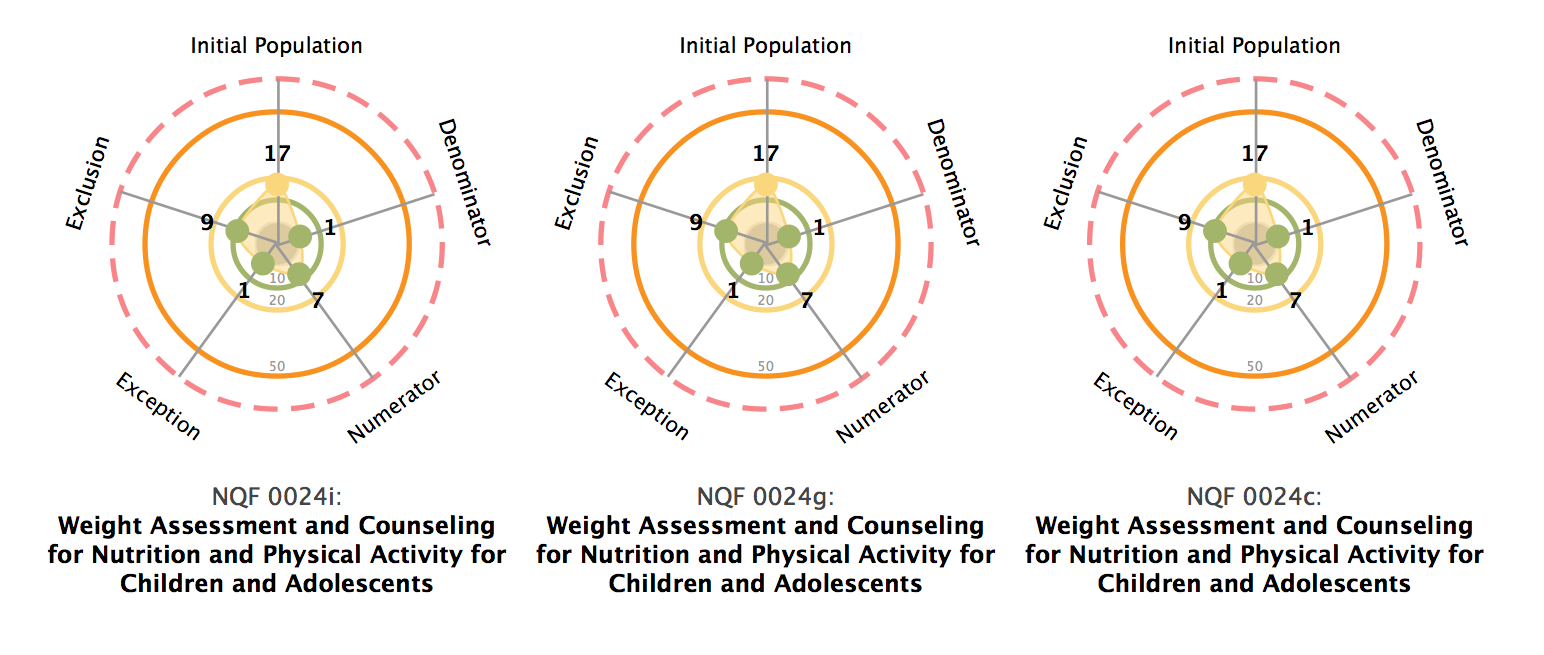 Initial Population
Denominator
Exclusion
17
9
1
10
20
1
7
50
Exception
Numerator
NQF 0024i:
Weight Assessment and Counseling
for Nutrition and Physical Activity for
Children and Adolescents
Initial Population
Denominator
Exclusion
17
9
1
10
20
1
7
50
Exception
Numerator
NQF 0024g:
Weight Assessment and Counseling
for Nutrition and Physical Activity for
Children and Adolescents
Initial Population
Denominator
Exclusion
17
9
1
10
20
1
7
50
Exception
Numerator
NQF 0024c:
Weight Assessment and Counseling
for Nutrition and Physical Activity for
Children and Adolescents